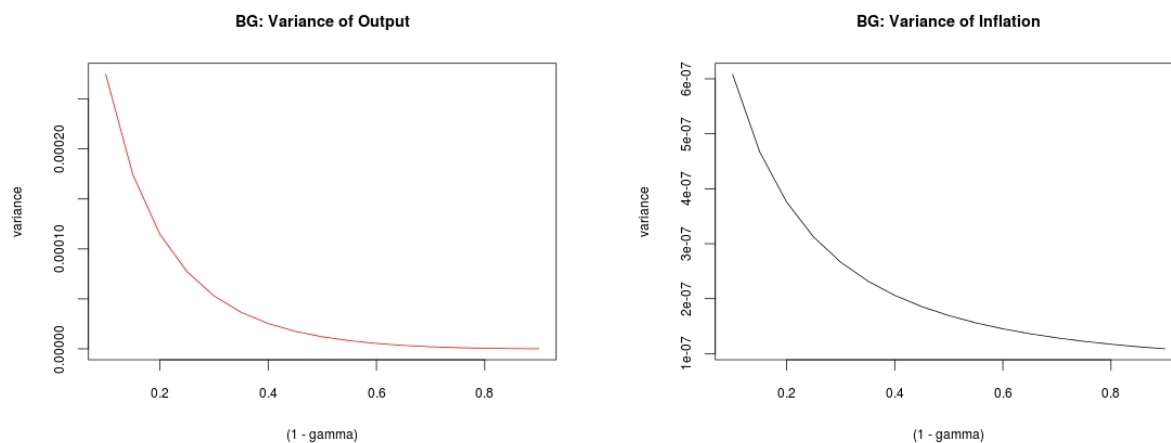 BG: Variance of Output
variance
0.00000
0.00010
0.00020
0.2 0.4 0.6 0.8
(1 - gamma)
BG: Variance of Inflation
variance
1e-07
2e-07
3e-07
4e-07
5e-07
6e-07
0.2 0.4 0.6 0.8
(1 - gamma)